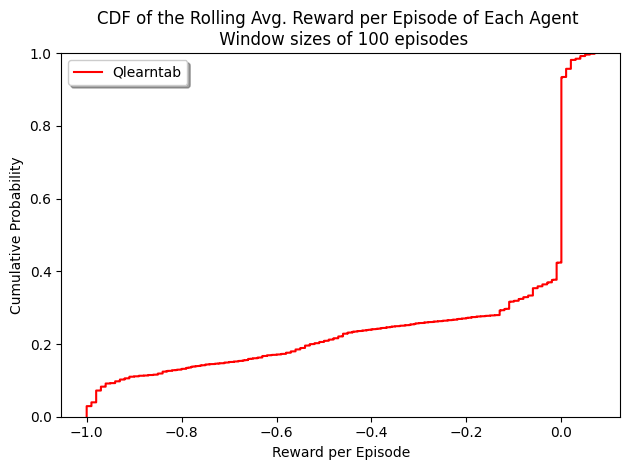 CDF of the Rolling Avg. Reward per Episode of Each Agent
Window sizes of 100 episodes
Qlearntab
1.0
0.8
0.6
0.4
0.2
0.0
Cumulative Probability
−1.0 −0.8 −0.6 −0.4 −0.2 0.0
Reward per Episode